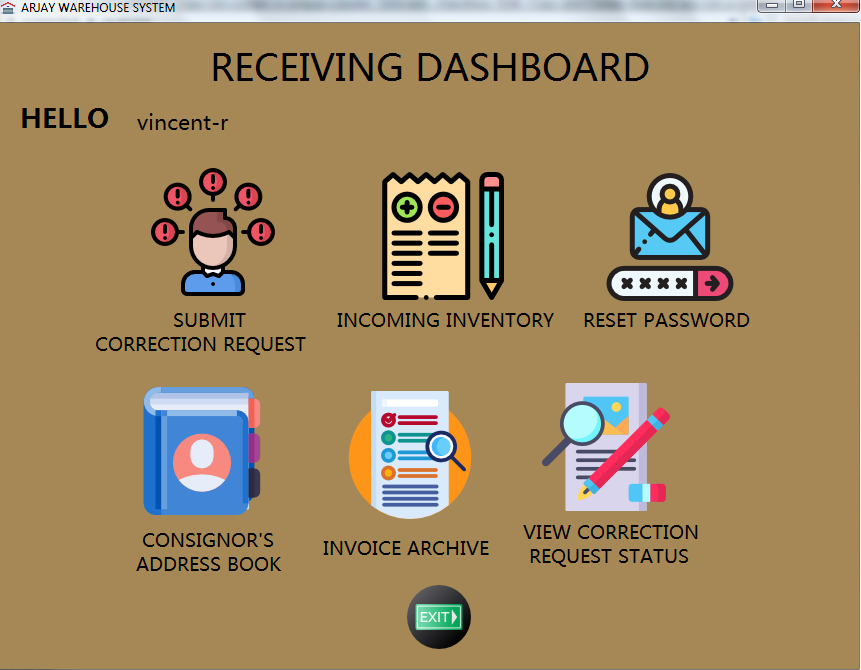 ARJAY WAREHOUSE SYSTEM
RECEIVING DASHBOARD
HELLO vincent-r
SUBMIT
CORRECTION REQUEST
INCOMING INVENTORY
RESET PASSWORD
CONSIGNOR'S
ADDRESS BOOK
INVOICE ARCHIVE
VIEW CORRECTION
REQUEST STATUS
EXIT